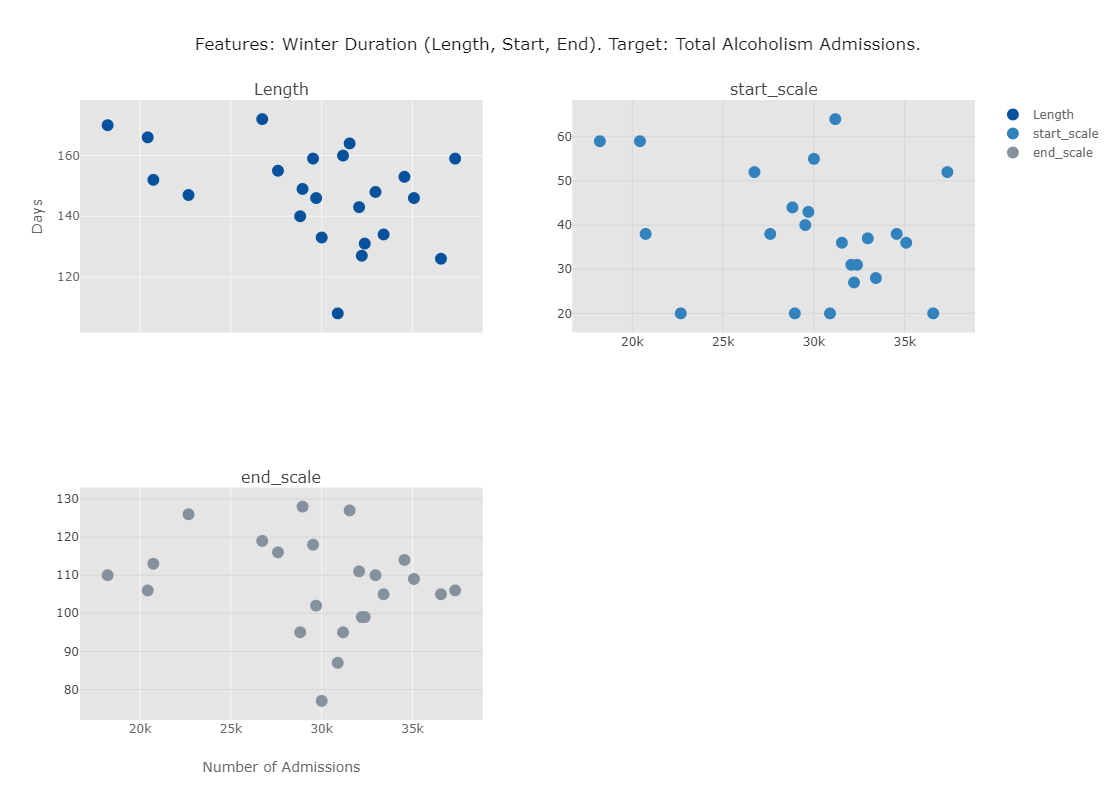 Features: Winter Duration (Length, Start, End). Target: Total Alcoholism Admissions.
Length
160
140
120
Days
start_scale
60
50
40
30
20
20k 25k 30k 35k
Length
start_scale
end_scale
end_scale
130
120
110
100
90
80
20k 25k 30k 35k
Number of Admissions